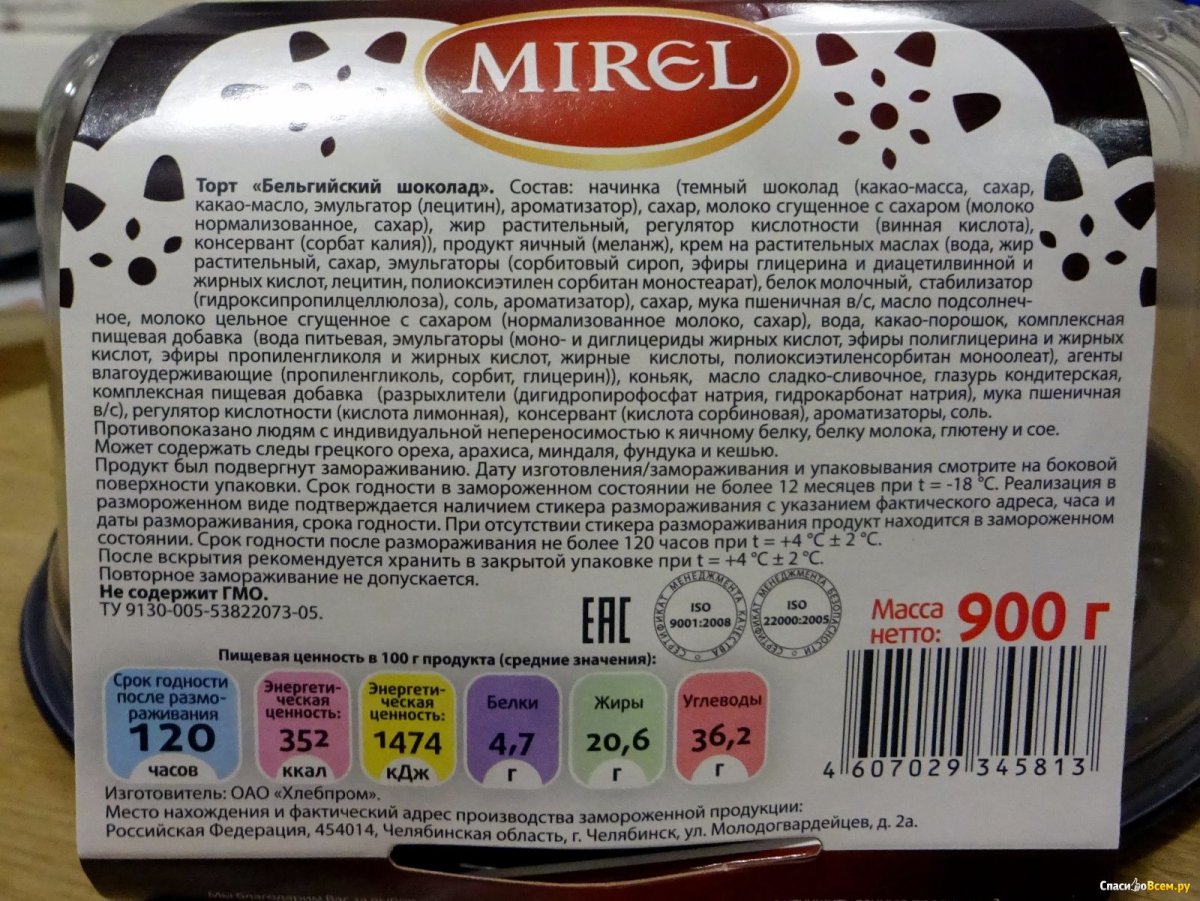 MIREL
Торт «Бельгийский шоколад». Состав: начинка (темный шоколад (какао-масса, сахар,
какао-масло, эмульгатор (лецитин), ароматизатор), сахар, молоко сгущенное с сахаром (молоко
нормализованное, сахар), жир растительный, регулятор кислотности (винная кислота),
консервант (сорбат калия)), продукт яичный (меланж), крем на растительных маслах (вода, жир
растительный, сахар, эмульгаторы (сорбитовый сироп, эфиры глицерина и диацетилвинной и
жирных кислот, лецитин, полиоксиэтилен сорбитан моностеарат), белок молочный, стабилизатор
(гидроксипропилцеллюлоза), соль, ароматизатор), сахар, мука пшеничная в/с, масло подсолнеч-
ное, молоко цельное сгущенное с сахаром (нормализованное молоко, сахар), вода, какао-порошок, комплексная
пищевая добавка (вода питьевая, эмульгаторы (моно- и диглицериды жирных кислот, эфиры полиглицерина и жирных
кислот, эфиры пропиленгликоля и жирных кислот, жирные кислоты, полиоксиэтиленсорбитан моноолеат), агенты
влагоудерживающие (пропиленгликоль, сорбит, глицерин)), коньяк, масло сладко-сливочное, глазурь кондитерская,
комплексная пищевая добавка (разрыхлители (дигидропирофосфат натрия, гидрокарбонат натрия), мука пшеничная
в/с), регулятор кислотности (кислота лимонная), консервант (кислота сорбиновая), ароматизаторы, соль.
Противопоказано людям с индивидуальной непереносимостью к яичному белку, белку молока, глютену и сое.
Может содержать следы грецкого ореха, арахиса, миндаля, фундука и кешью.
Продукт был подвергнут замораживанию. Дату изготовления/замораживания и упаковывания смотрите на боковой
поверхности упаковки. Срок годности в замороженном состоянии не более 12 месяцев при t = -18 °С. Реализация в
размороженном виде подтверждается наличием стикера размораживания с указанием фактического адреса, часа и
даты размораживания, срока годности. При отсутствии стикера размораживания продукт находится в замороженном
состоянии. Срок годности после размораживания не более 120 часов при t = +4 °С ± 2 °С.
После вскрытия рекомендуется хранить в закрытой упаковке при t = +4 °С ± 2 °С.
Повторное замораживание не допускается.
Не содержит ГМО.
ТУ 9130-005-53822073-05.
EAC
СЕРТИФИКАТ МЕНЕДЖМЕНТА КАЧЕСТВА
ISO
9001:2008
СЕРТИФИКАТ МЕНЕДЖМЕНТА БЕЗОПАСНОСТИ
ISO
22000:2005
Масса
нетто: 900 г
Пищевая ценность в 100 г продукта (средние значения):
Срок годности
после размо-
раживания
120
часов
Энергети-
ческая
ценность:
352
ккал
Энергети-
ческая
ценность:
1474
кДж
Белки
4,7
г
Жиры
20,6
г
Углеводы
36,2
г
4 607029 345813
Изготовитель: ОАО «Хлебпром».
Место нахождения и фактический адрес производства замороженной продукции:
Российская Федерация, 454014, Челябинская область, г. Челябинск, ул. Молодогвардейцев, д. 2а.
СпасибоВсем.ру